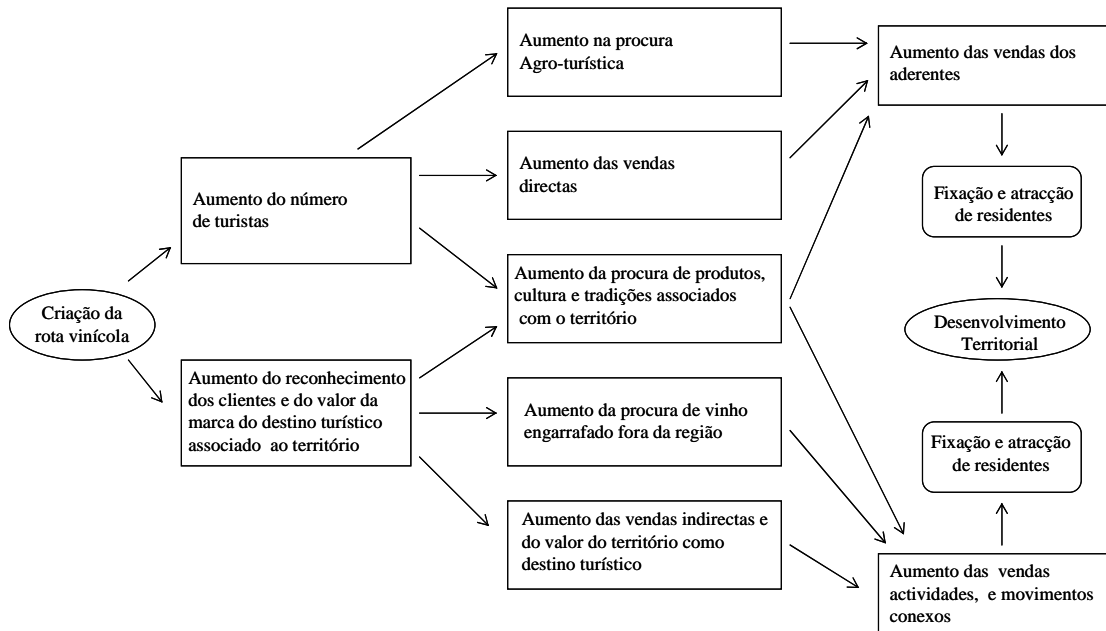 Aumento na procura
Agro-turística
Aumento das vendas dos
aderentes
Aumento das vendas
directas
Aumento do número
de turistas
Fixação e atracção
de residentes
Aumento da procura de produtos,
cultura e tradições associados
com o território
Criação da
rota vinícola
Desenvolvimento
Territorial
Aumento do reconhecimento
dos clientes e do valor da
marca do destino turístico
associado ao território
Aumento da procura de vinho
engarrafado fora da região
Fixação e atracção
de residentes
Aumento das vendas indirectas e
do valor do território como
destino turístico
Aumento das vendas
actividades, e movimentos
conexos